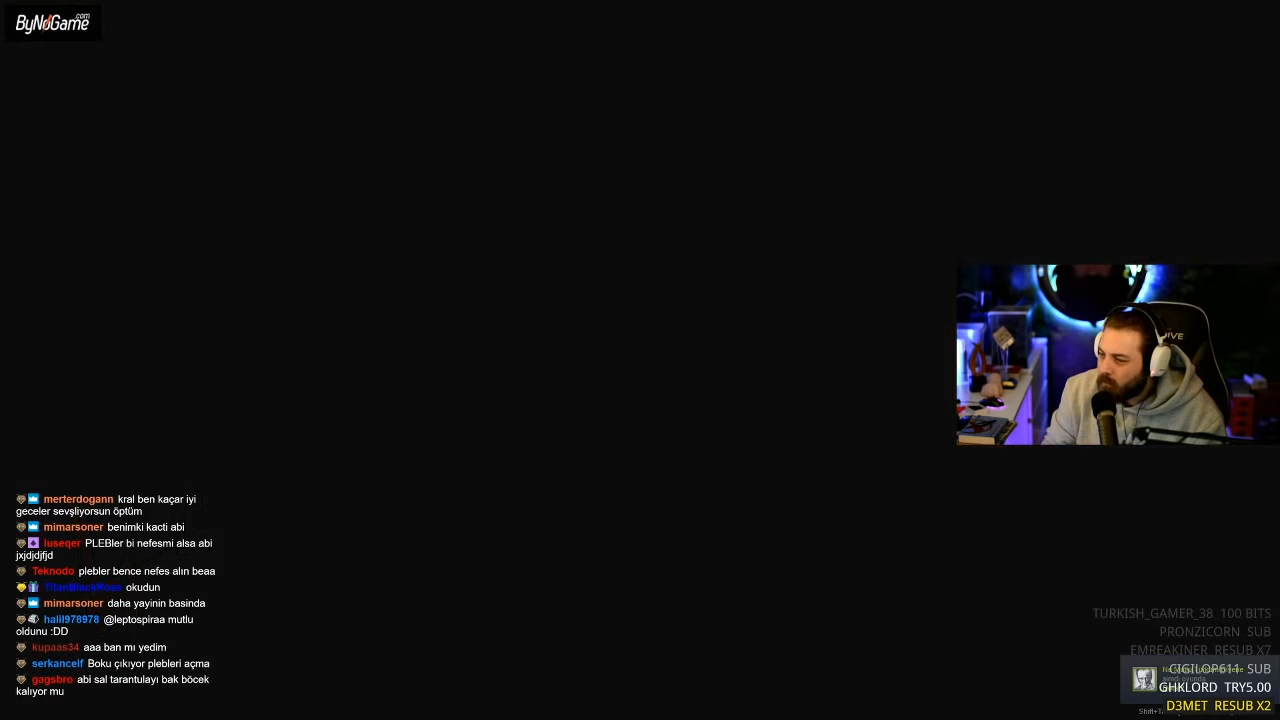 ByNoGame.com
DIVE
merterdogann kral ben kaçar iyi
geceler sevşliyorsun öptüm
mimarsoner benimki kacti abi
luseqer PLEBler bi nefesmi alsa abi
jxjdjdjfjd
Teknodo plebler bence nefes alın beaa
TitanBlackRose okudun
mimarsoner daha yayinin basinda
halil978978 @leptospiraa mutlu
oldunu :DD
kupaas34 aaa ban mı yedim
serkancelf Boku çıkıyor plebleri açma
gagsbro abi sal tarantulayı bak böcek
kalıyor mu
TURKISH_GAMER_38 100 BITS
PRONZICORN SUB
EMREAKINER RESUB X7
CIGILOP611 SUB
GHKLORD TRY5.00
D3MET RESUB X2